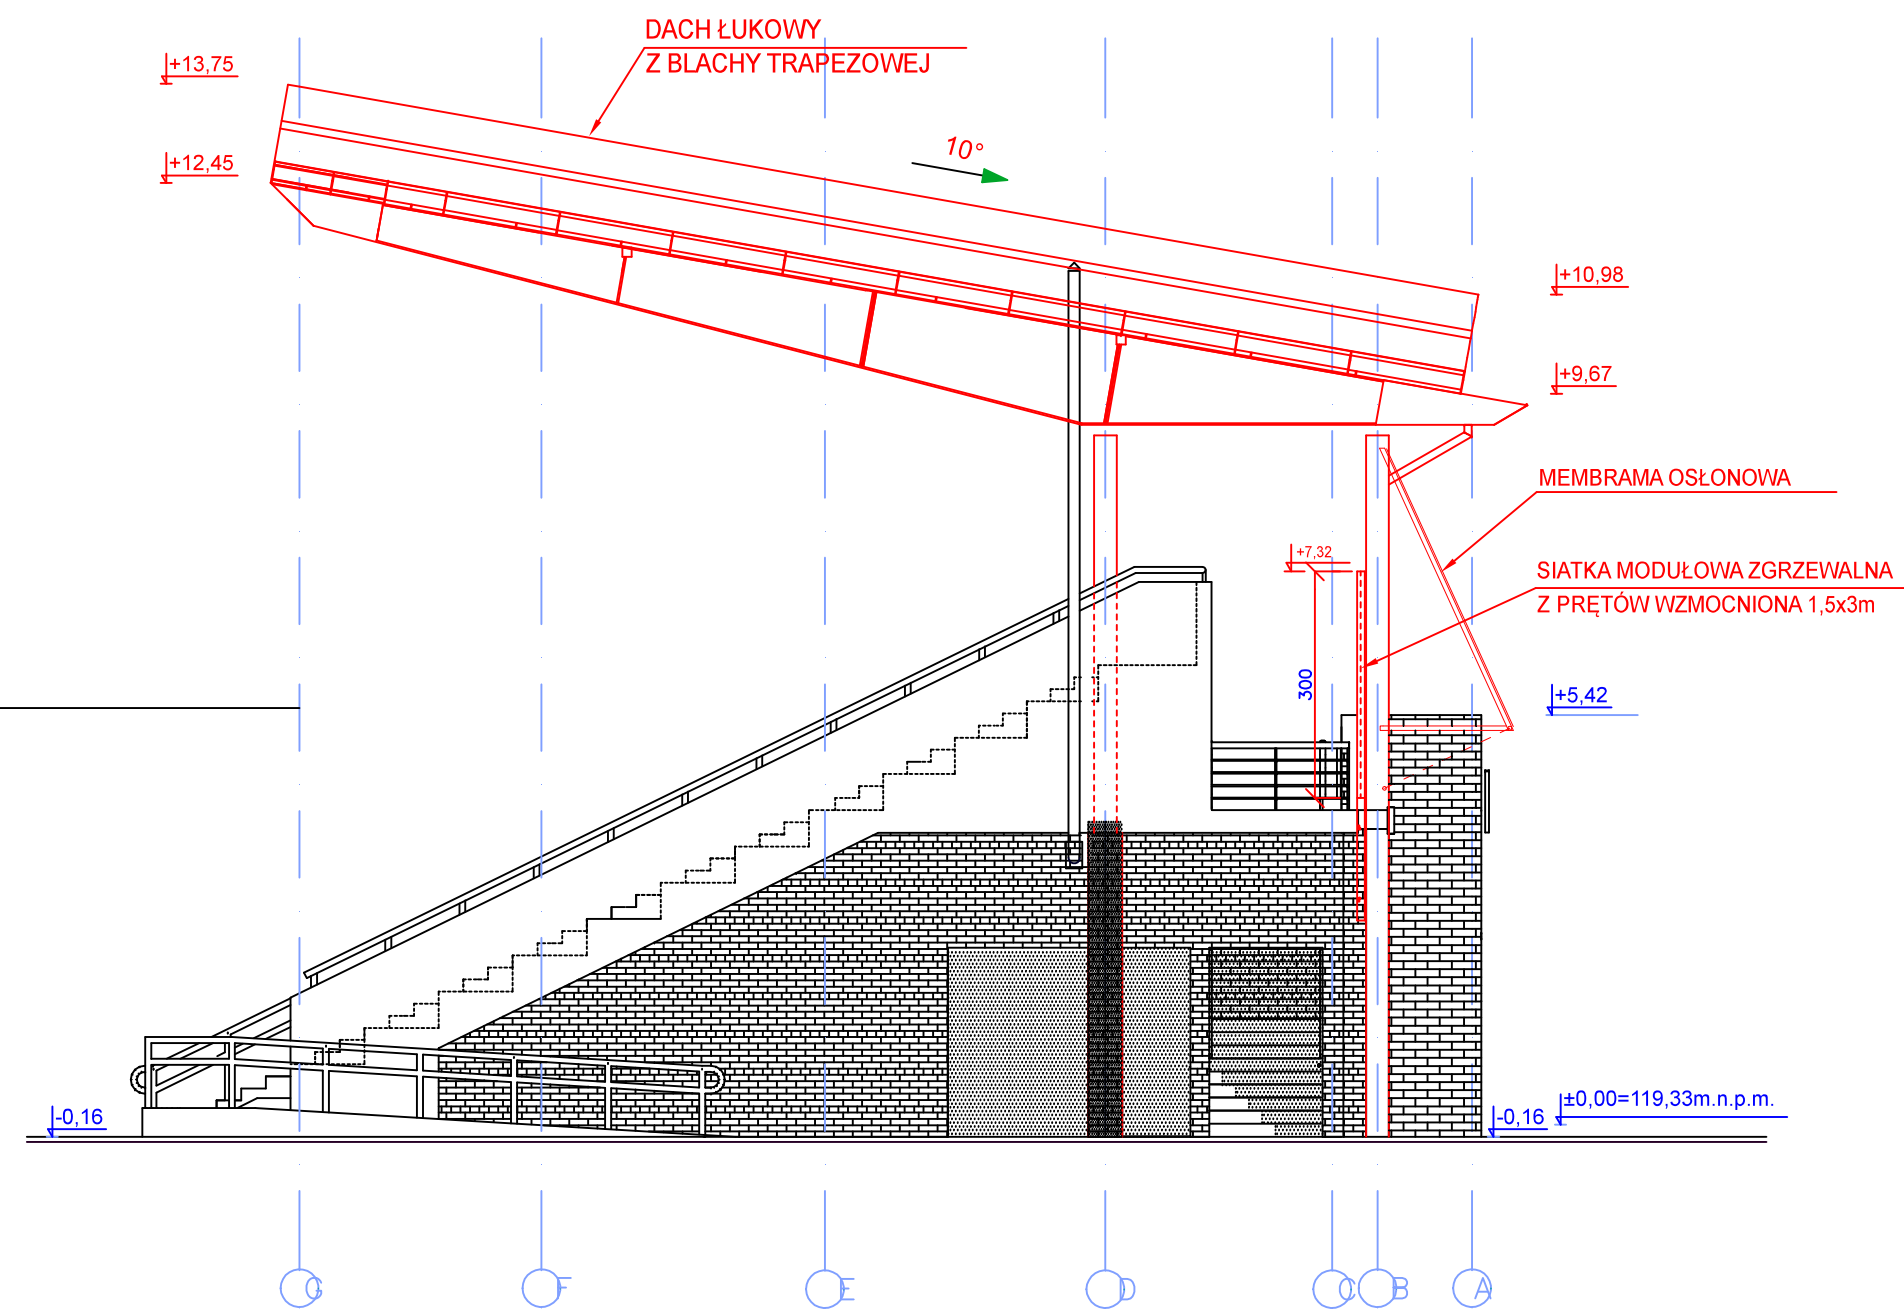 DACH ŁUKOWY
Z BLACHY TRAPEZOWEJ
+13,75
10°
+12,45
+10,98
+9,67
MEMBRAMA OSŁONOWA
+7,32
SIATKA MODUŁOWA ZGRZEWALNA
Z PRĘTÓW WZMOCNIONA 1,5x3m
300
+5,42
-0,16
-0,16
±0,00=119,33m.n.p.m.
G
F
E
D
C
B
A